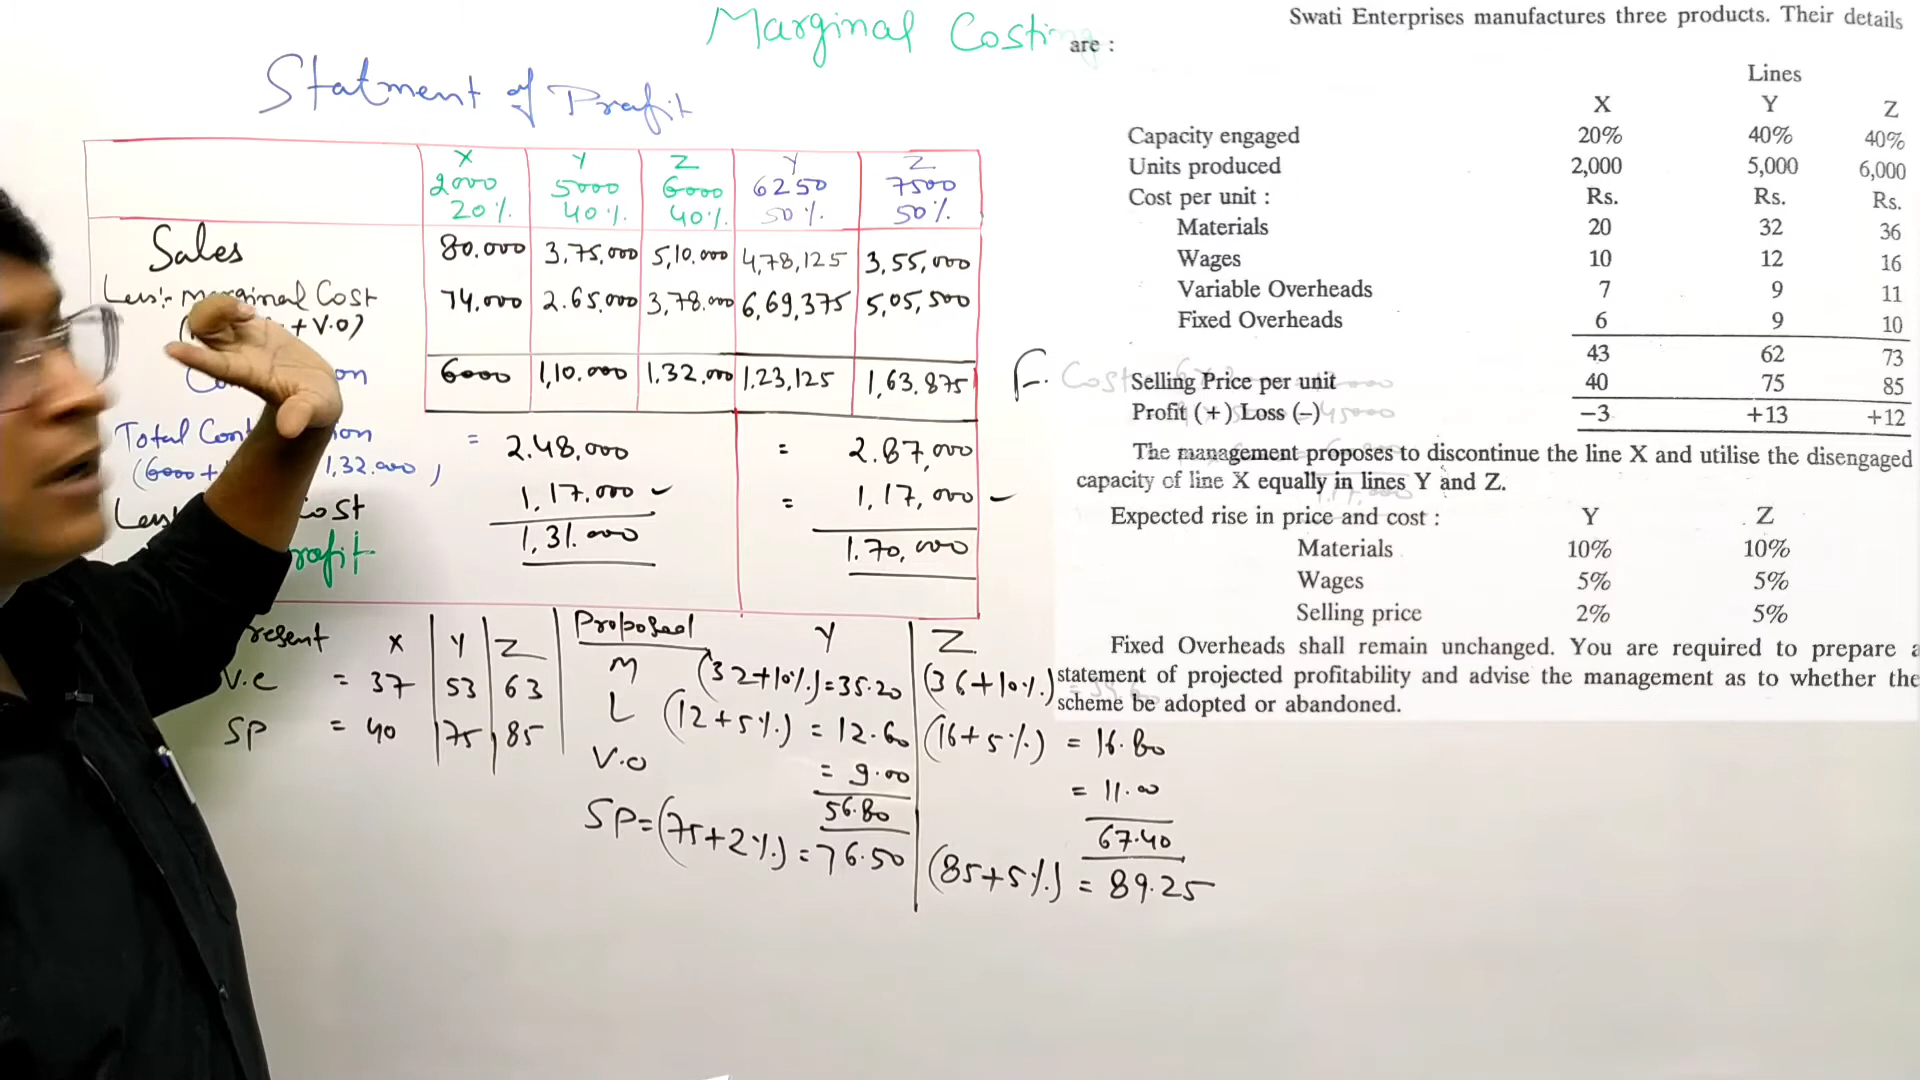 Marginal Costin
Statment of Profit
X Y Z Y Z
2000 5000 6000 6250 7500
20%. 40%. 40%. 50%. 50%.
Sales 80.000 3.75,000 5,10.000 4,78,125 3,55,000
Less:- Marginal Cost 74.000 2.65.000 3,78.000 6,69,375 5,05,500
+V.O)
on 6000 1,10.000 1.32.000 1.23,125 1,63.875
Total Cont ion = 2.48,000 = 2.87,000
(6000+ 1,32.000)
Less ost 1,17.000 = 1,17,000
rofit 1,31.000 1.70,000
resent X Y Z
V.C = 37 53 63
SP = 40 75 85
Proposed Y Z.
M (32+10%.)=35.20 (36+10%.)
L (12+5%.) = 12.60 (16+5%.) = 16.80
V.O = 9.00 = 11.00
56.80 67.40
SP=(75+2%.)=76.50 (85+5%.) = 89.25
F. Cost
Swati Enterprises manufactures three products. Their details
are :
Lines
X Y Z
Capacity engaged 20% 40% 40%
Units produced 2,000 5,000 6,000
Cost per unit : Rs. Rs. Rs.
Materials 20 32 36
Wages 10 12 16
Variable Overheads 7 9 11
Fixed Overheads 6 9 10
43 62 73
Selling Price per unit 40 75 85
Profit (+) Loss (–) –3 +13 +12
The management proposes to discontinue the line X and utilise the disengaged
capacity of line X equally in lines Y and Z.
Expected rise in price and cost : Y Z
Materials 10% 10%
Wages 5% 5%
Selling price 2% 5%
Fixed Overheads shall remain unchanged. You are required to prepare a
statement of projected profitability and advise the management as to whether the
scheme be adopted or abandoned.